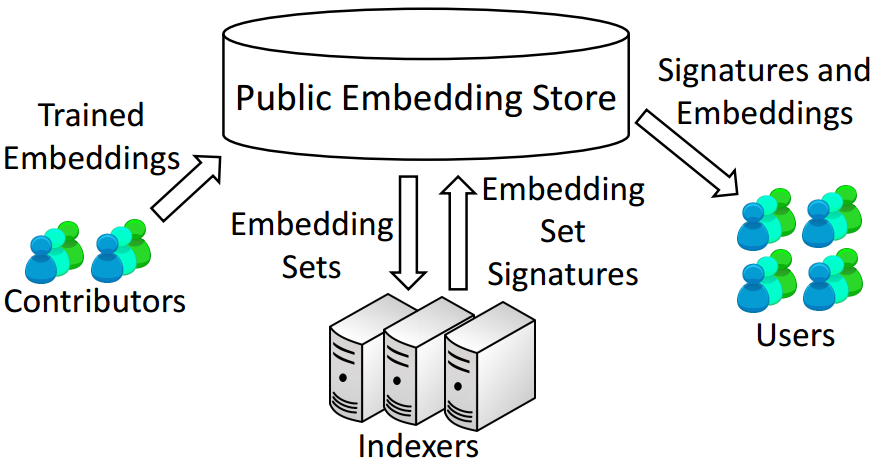 Public Embedding Store
Trained
Embeddings
Contributors
Embedding
Sets
Embedding
Set
Signatures
Indexers
Signatures and
Embeddings
Users